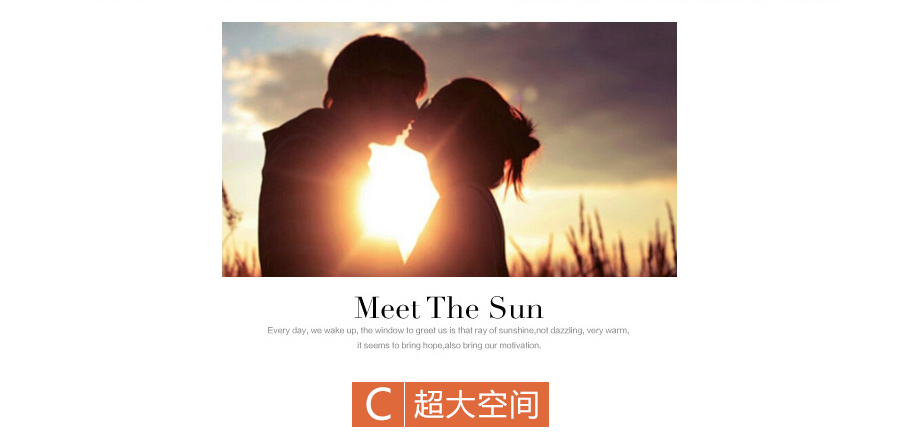 Meet The Sun
Every day, we wake up, the window to greet us is that ray of sunshine,not dazzling, very warm,
it seems to bring hope,also bring our motivation.
C 超大空间